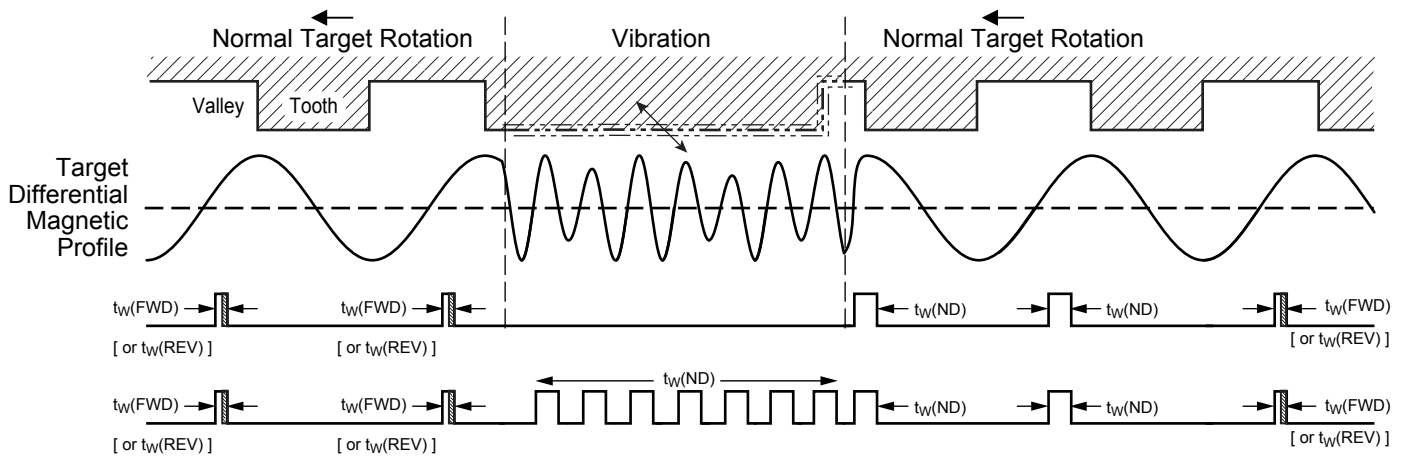 Normal Target Rotation
Vibration
Normal Target Rotation
Valley
Tooth
Target
Differential
Magnetic
Profile
tW(FWD)
tW(FWD)
tW(ND)
tW(ND)
tW(FWD)
[ or tW(REV) ]
[ or tW(REV) ]
[ or tW(REV) ]
tW(ND)
tW(FWD)
tW(FWD)
tW(ND)
tW(ND)
tW(FWD)
[ or tW(REV) ]
[ or tW(REV) ]
[ or tW(REV) ]